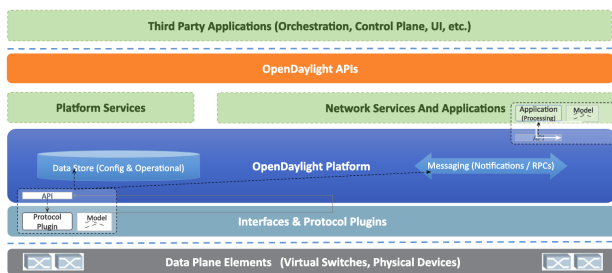 Third Party Applications (Orchestration, Control Plane, UI, etc.)
OpenDaylight APIs
Platform Services
Network Services And Applications
Application
(Processing)
Model
API
Data Store (Config & Operational)
OpenDaylight Platform
Messaging (Notifications / RPCs)
API
Protocol
Plugin
Model
Interfaces & Protocol Plugins
Data Plane Elements (Virtual Switches, Physical Devices)